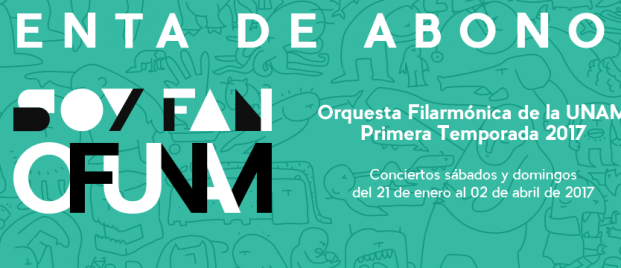 ENTA DE ABONO
SOY FAN
OFUNAM
Orquesta Filarmónica de la UNAM
Primera Temporada 2017
Conciertos sábados y domingos
del 21 de enero al 02 de abril de 2017